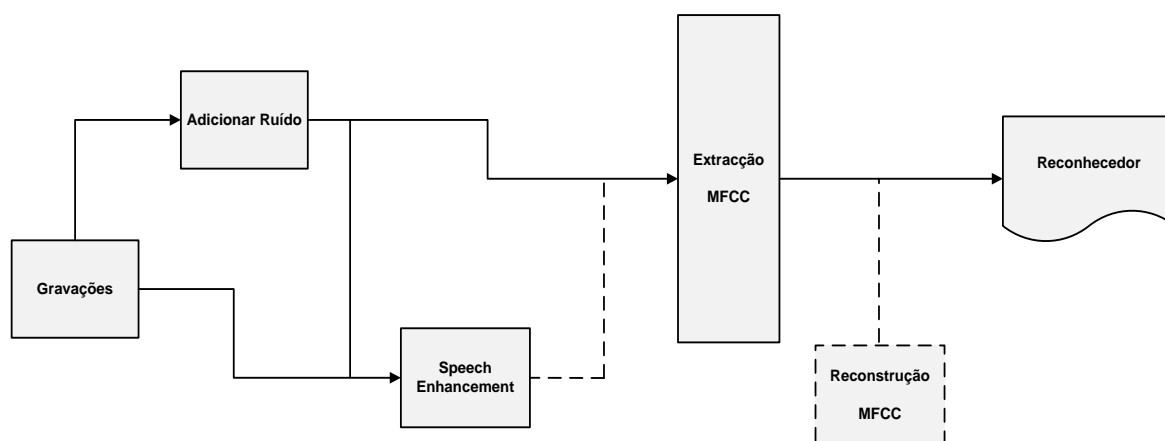 Adicionar Ruído
Extracção
MFCC
Reconhecedor
Gravações
Speech
Enhancement
Reconstrução
MFCC